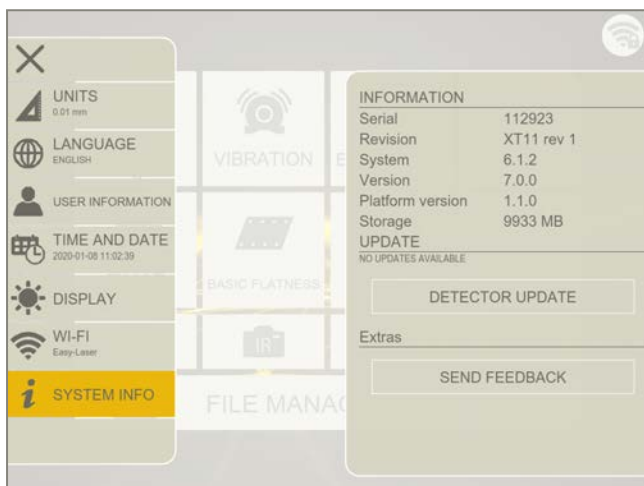 UNITS
0.01 mm
LANGUAGE
ENGLISH
USER INFORMATION
TIME AND DATE
2020-01-08 11:02:39
DISPLAY
WI-FI
Easy-Laser
SYSTEM INFO
VIBRATION
E
BASIC FLATNESS
IR
FILE MANA
INFORMATION
Serial 112923
Revision XT11 rev 1
System 6.1.2
Version 7.0.0
Platform version 1.1.0
Storage 9933 MB
UPDATE
NO UPDATES AVAILABLE
DETECTOR UPDATE
Extras
SEND FEEDBACK